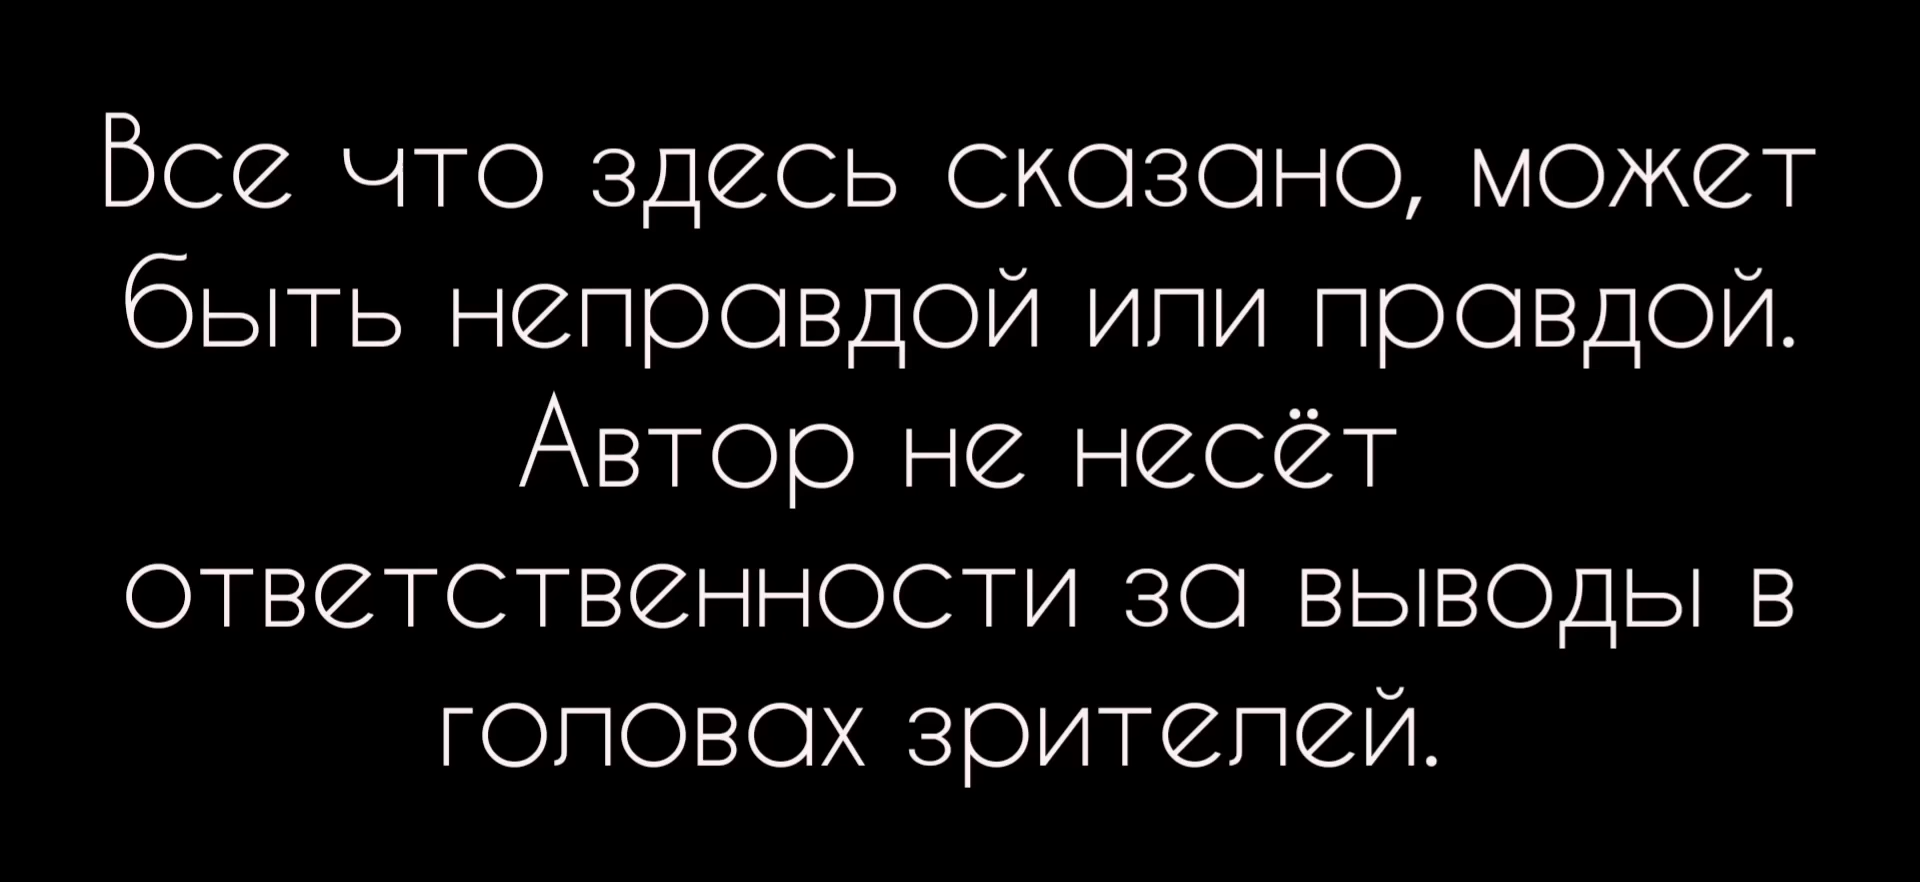 Все что здесь сказано, может
быть неправдой или правдой.
Автор не несёт
ответственности за выводы в
головах зрителей.